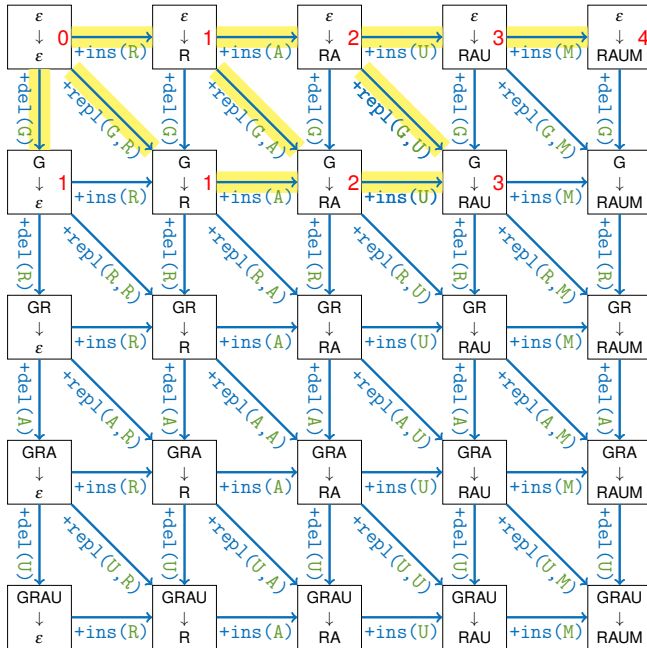 ε ε ε ε ε
↓ 0 ↓ 1 ↓ 2 ↓ 3 ↓ 4
ε +ins(R) R +ins(A) RA +ins(U) RAU +ins(M) RAUM
+del(G) +repl(G,R) +del(G) +repl(G,A) +del(G) +repl(G,U) +del(G) +repl(G,M) +del(G)
G G G G G
↓ 1 ↓ 1 ↓ 2 ↓ 3 ↓
ε +ins(R) R +ins(A) RA +ins(U) RAU +ins(M) RAUM
+del(R) +repl(R,R) +del(R) +repl(R,A) +del(R) +repl(R,U) +del(R) +repl(R,M) +del(R)
GR GR GR GR GR
↓ ↓ ↓ ↓ ↓
ε +ins(R) R +ins(A) RA +ins(U) RAU +ins(M) RAUM
+del(A) +repl(A,R) +del(A) +repl(A,A) +del(A) +repl(A,U) +del(A) +repl(A,M) +del(A)
GRA GRA GRA GRA GRA
↓ ↓ ↓ ↓ ↓
ε +ins(R) R +ins(A) RA +ins(U) RAU +ins(M) RAUM
+del(U) +repl(U,R) +del(U) +repl(U,A) +del(U) +repl(U,U) +del(U) +repl(U,M) +del(U)
GRAU GRAU GRAU GRAU GRAU
↓ ↓ ↓ ↓ ↓
ε +ins(R) R +ins(A) RA +ins(U) RAU +ins(M) RAUM